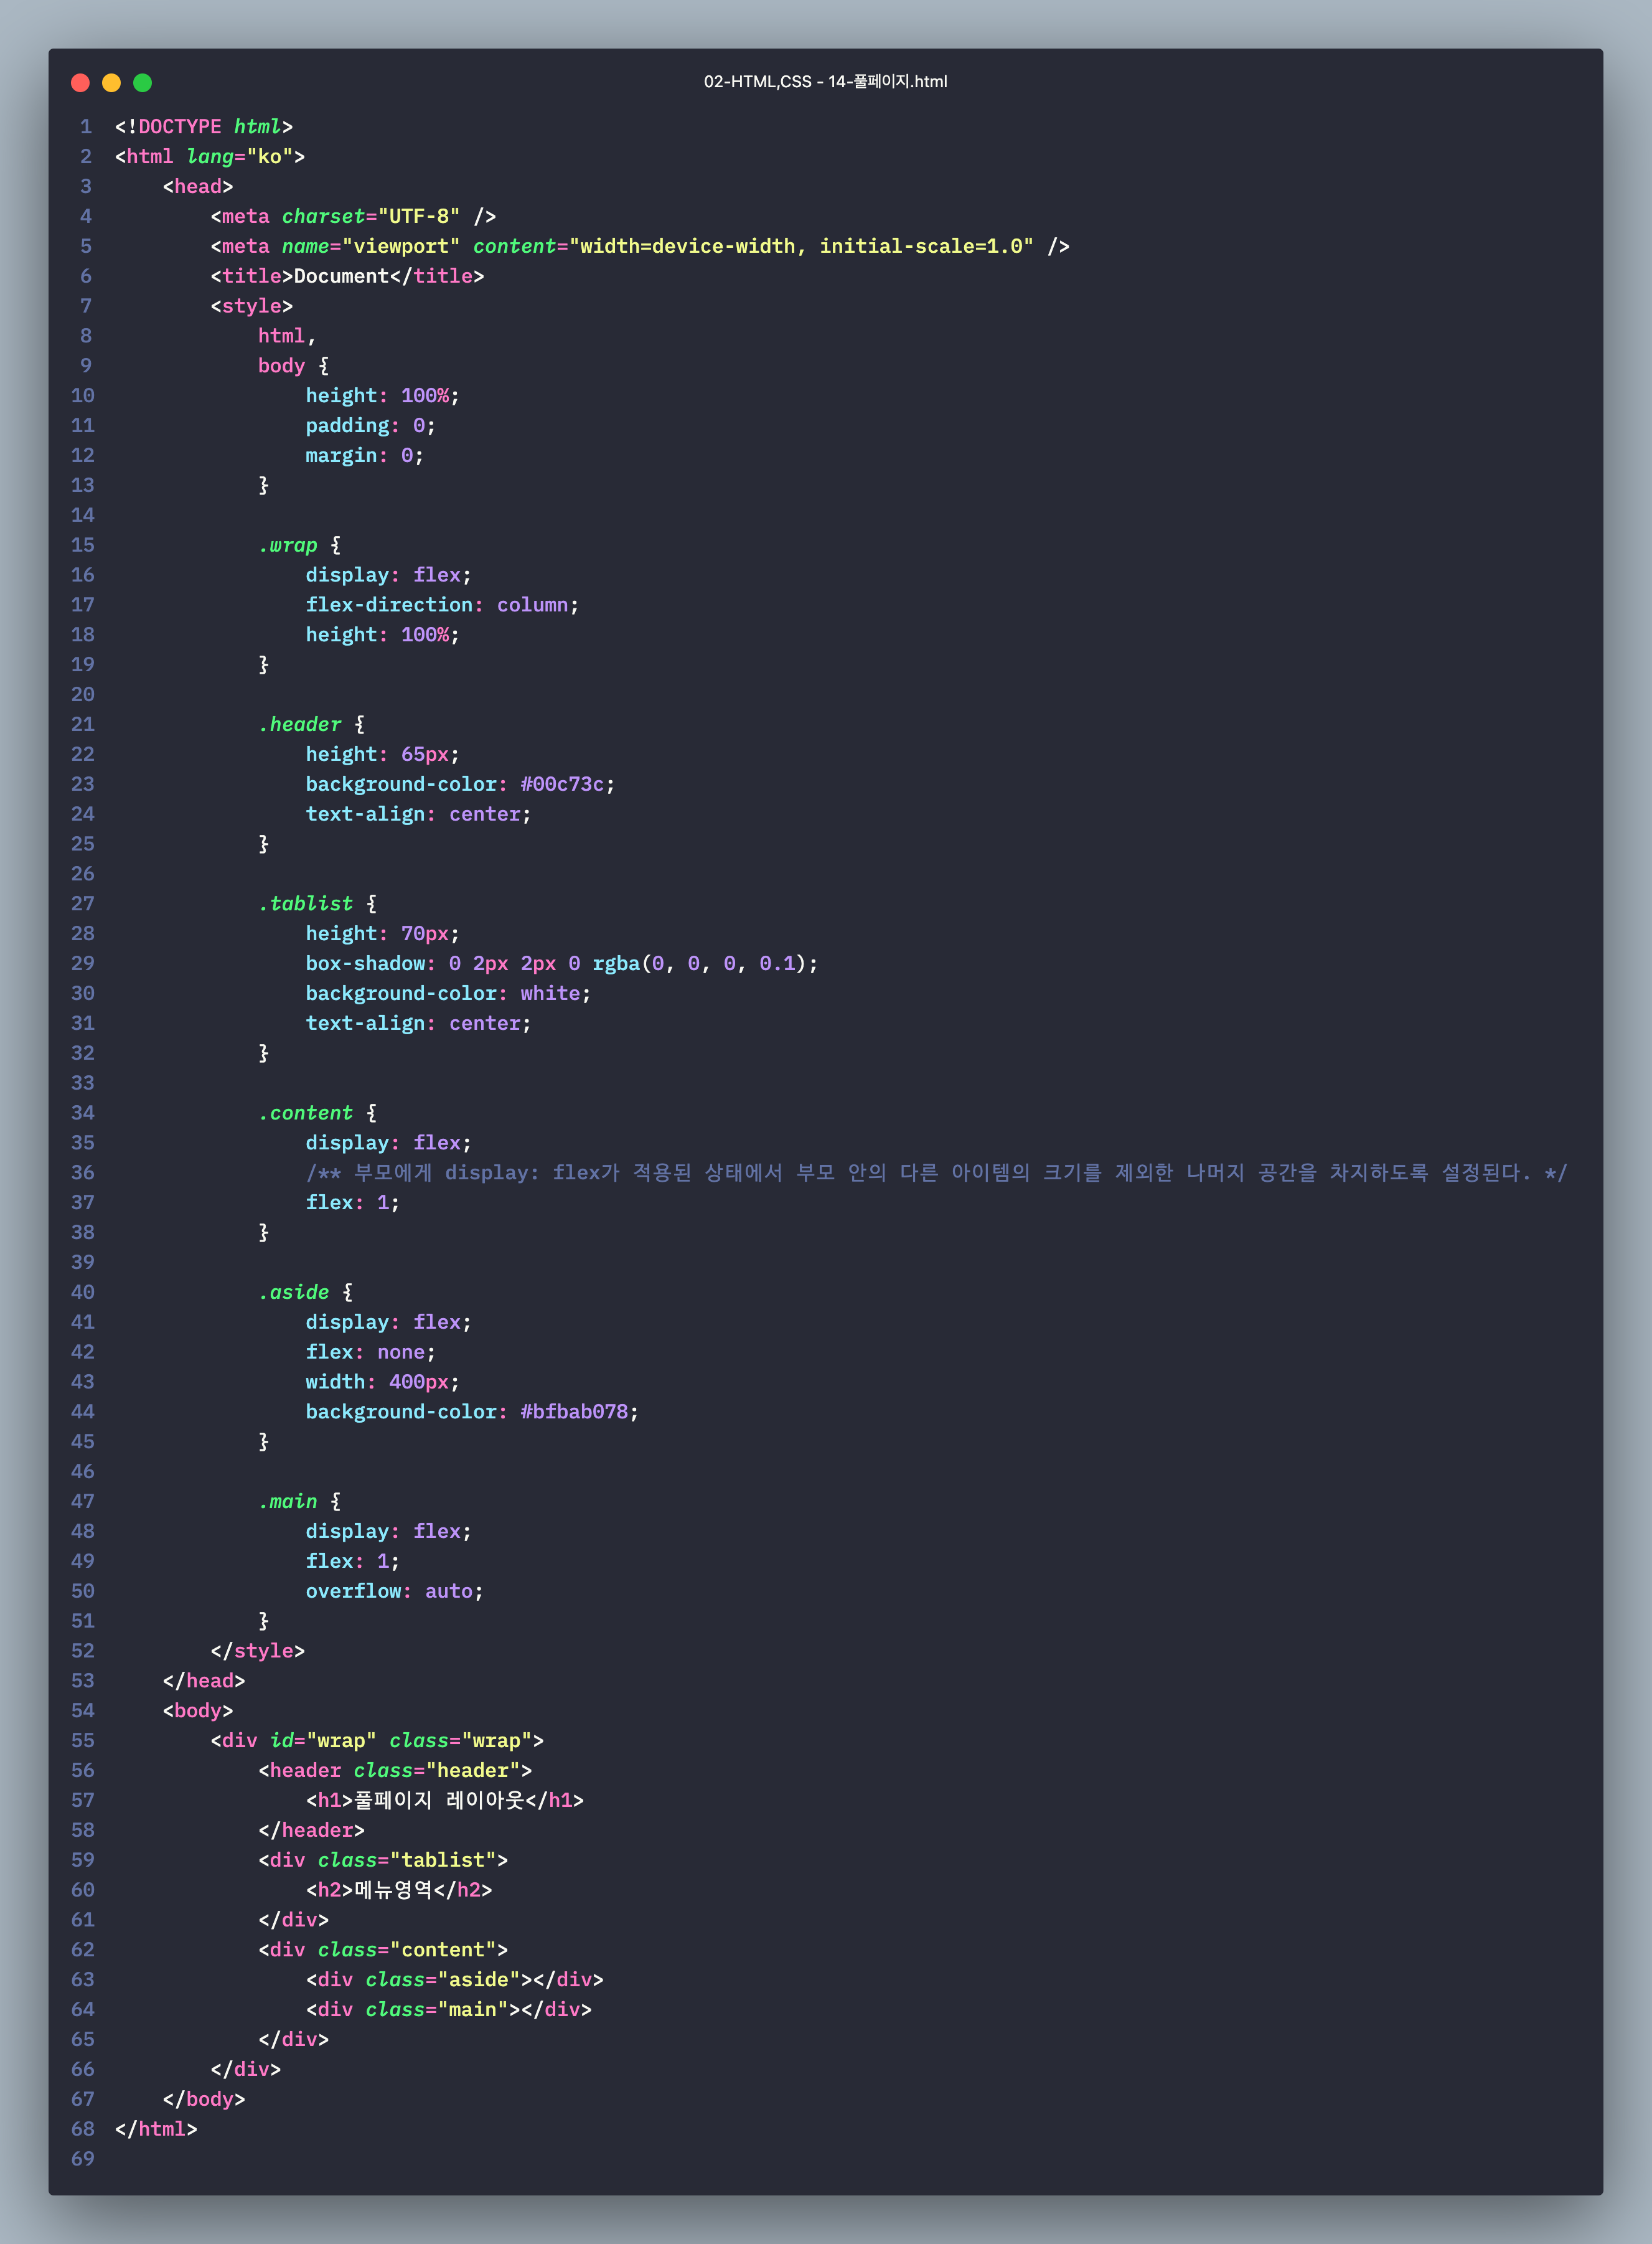 02-HTML,CSS - 14-풀페이지.html
1 <!DOCTYPE html>
2 <html lang="ko">
3     <head>
4         <meta charset="UTF-8" />
5         <meta name="viewport" content="width=device-width, initial-scale=1.0" />
6         <title>Document</title>
7         <style>
8             html,
9             body {
10                 height: 100%;
11                 padding: 0;
12                 margin: 0;
13             }
14
15             .wrap {
16                 display: flex;
17                 flex-direction: column;
18                 height: 100%;
19             }
20
21             .header {
22                 height: 65px;
23                 background-color: #00c73c;
24                 text-align: center;
25             }
26
27             .tablist {
28                 height: 70px;
29                 box-shadow: 0 2px 2px 0 rgba(0, 0, 0, 0.1);
30                 background-color: white;
31                 text-align: center;
32             }
33
34             .content {
35                 display: flex;
36                 /** 부모에게 display: flex가 적용된 상태에서 부모 안의 다른 아이템의 크기를 제외한 나머지 공간을 차지하도록 설정된다. */
37                 flex: 1;
38             }
39
40             .aside {
41                 display: flex;
42                 flex: none;
43                 width: 400px;
44                 background-color: #bfbab078;
45             }
46
47             .main {
48                 display: flex;
49                 flex: 1;
50                 overflow: auto;
51             }
52         </style>
53     </head>
54     <body>
55         <div id="wrap" class="wrap">
56             <header class="header">
57                 <h1>풀페이지 레이아웃</h1>
58             </header>
59             <div class="tablist">
60                 <h2>메뉴영역</h2>
61             </div>
62             <div class="content">
63                 <div class="aside"></div>
64                 <div class="main"></div>
65             </div>
66         </div>
67     </body>
68 </html>
69